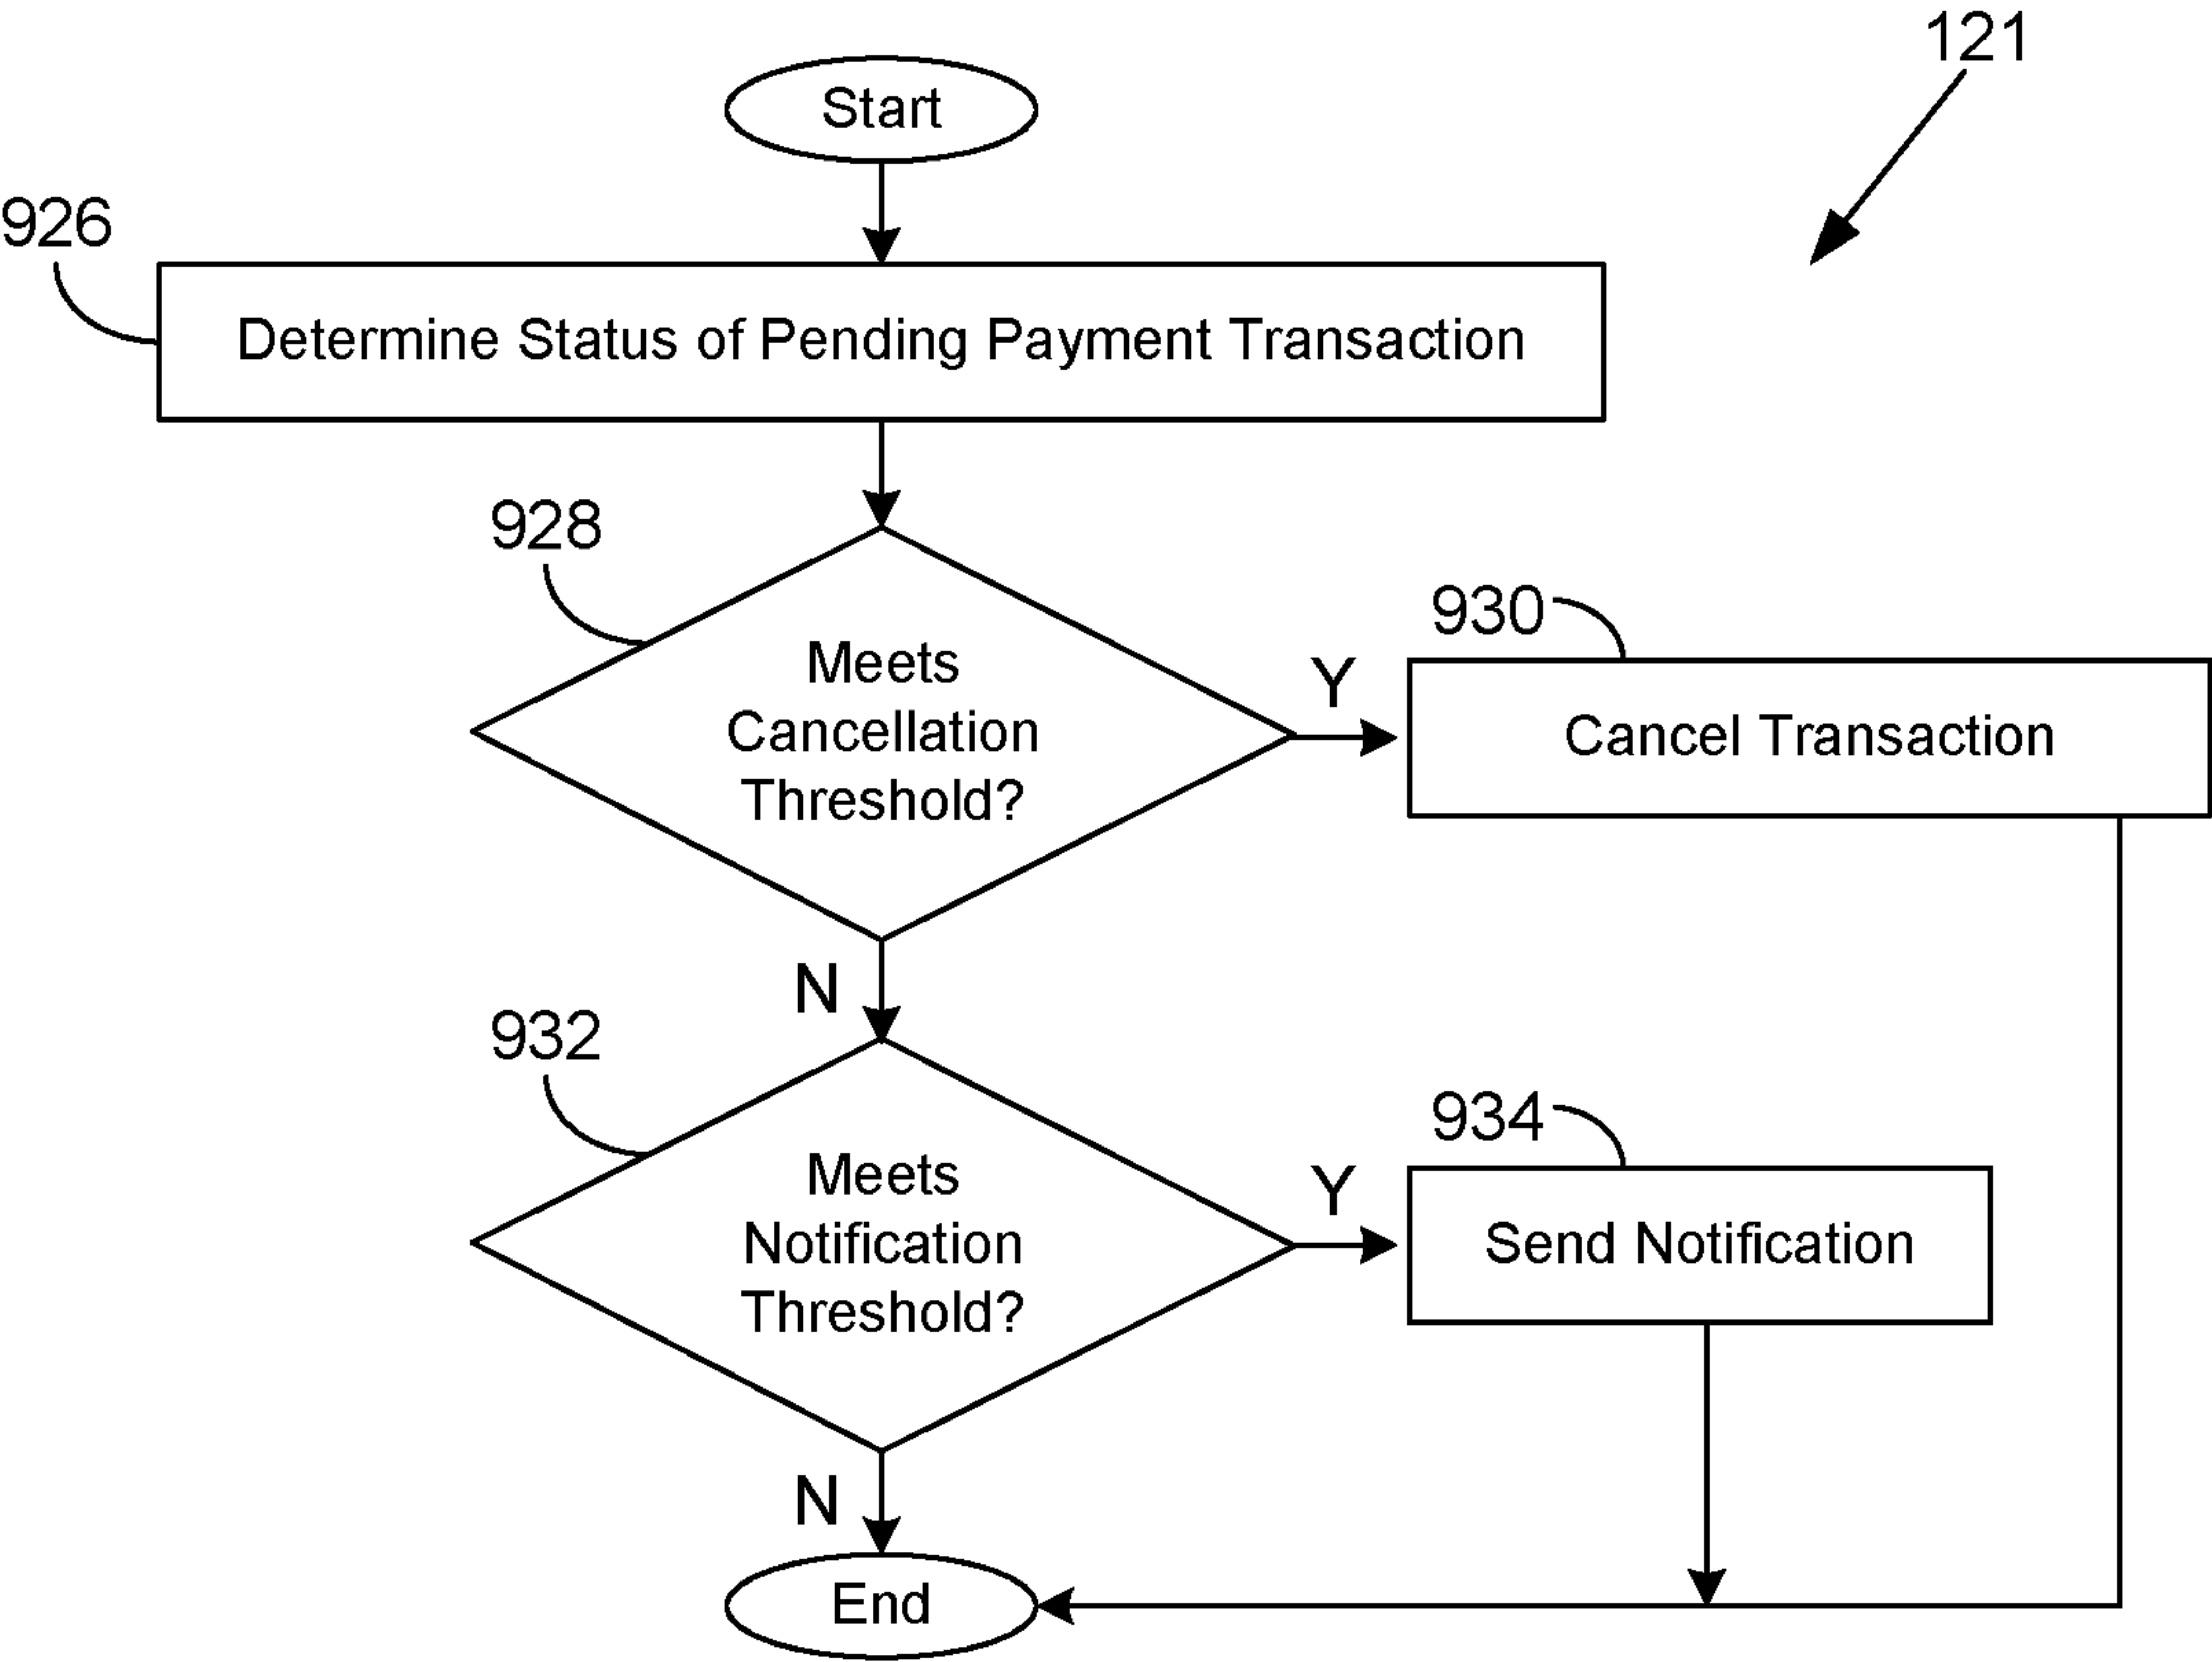 121
Start
926
Determine Status of Pending Payment Transaction
928
Meets
Cancellation
Threshold?
Y
930
Cancel Transaction
N
932
Meets
Notification
Threshold?
Y
934
Send Notification
N
End